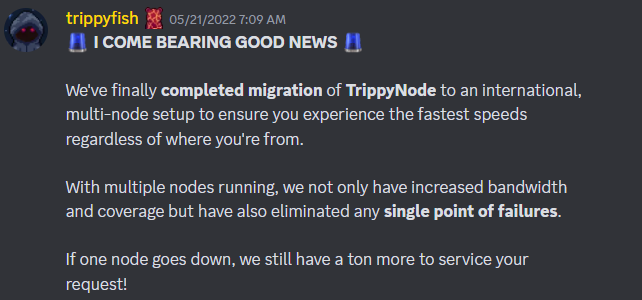 trippyfish 05/21/2022 7:09 AM
I COME BEARING GOOD NEWS
We've finally completed migration of TrippyNode to an international,
multi-node setup to ensure you experience the fastest speeds
regardless of where you're from.
With multiple nodes running, we not only have increased bandwidth
and coverage but have also eliminated any single point of failures.
If one node goes down, we still have a ton more to service your
request!